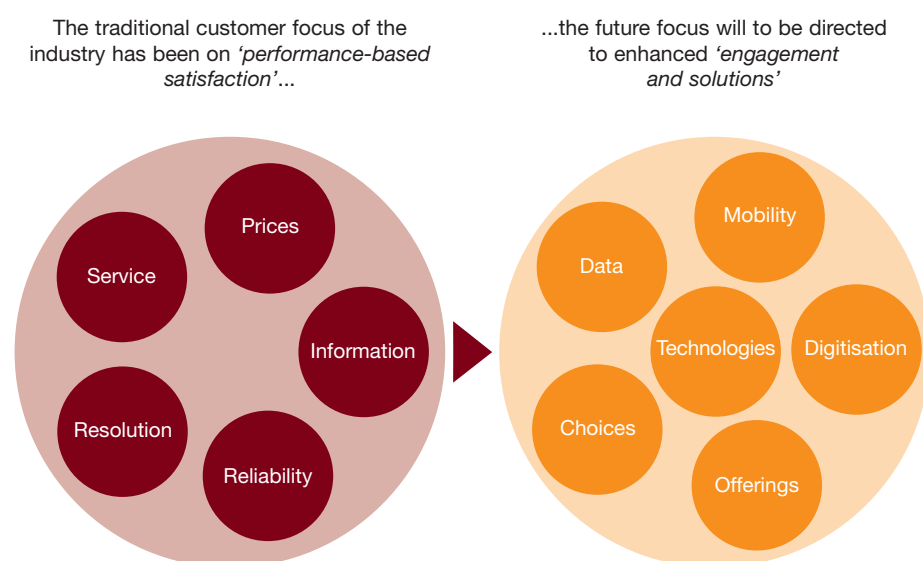 The traditional customer focus of the
industry has been on ‘performance-based
satisfaction’...
...the future focus will to be directed
to enhanced ‘engagement
and solutions’
Prices
Service
Information
Resolution
Reliability
Mobility
Data
Technologies
Digitisation
Choices
Offerings